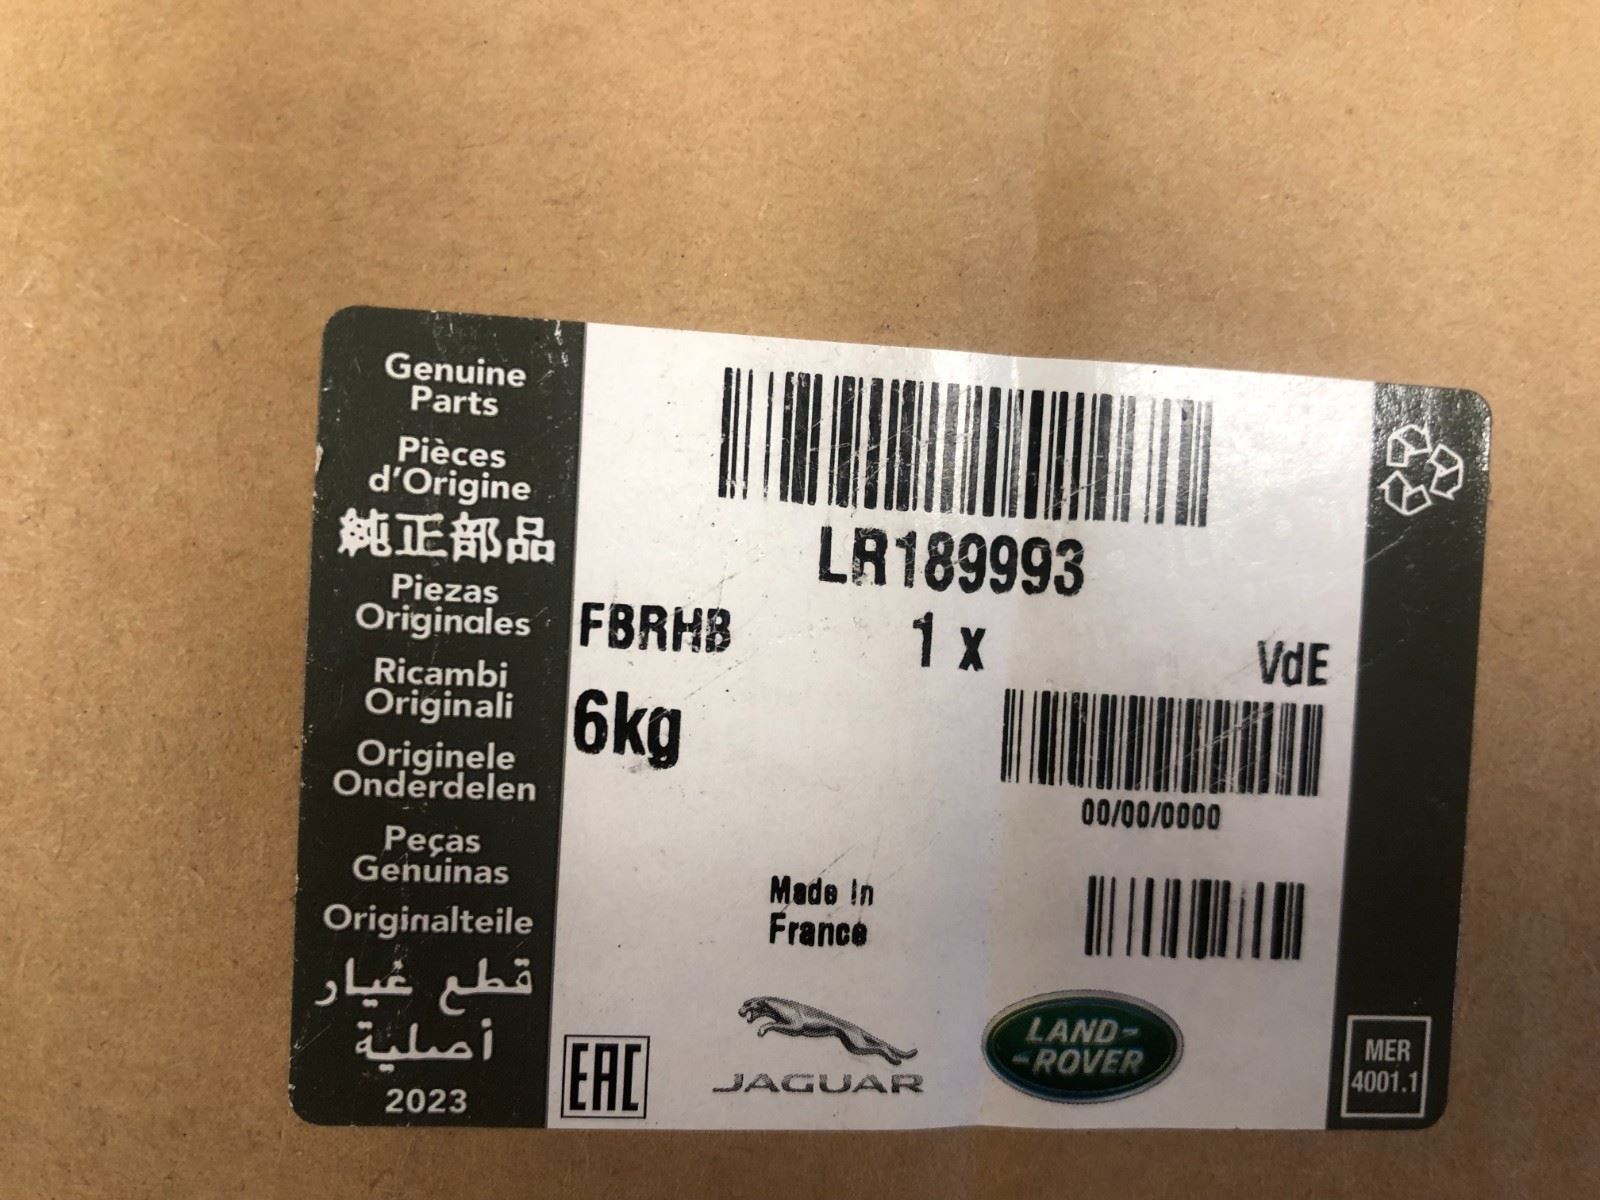 Genuine
Parts
Pièces
d'Origine
純正部品
Piezas
Originales
Ricambi
Originali
Originele
Onderdelen
Peças
Genuinas
Originalteile
قطع غيار
أصلية
2023
LR189993
FBRHB
1 x
VdE
6kg
00/00/0000
Made In
France
EAC
JAGUAR
LAND-
-ROVER
MER
4001.1